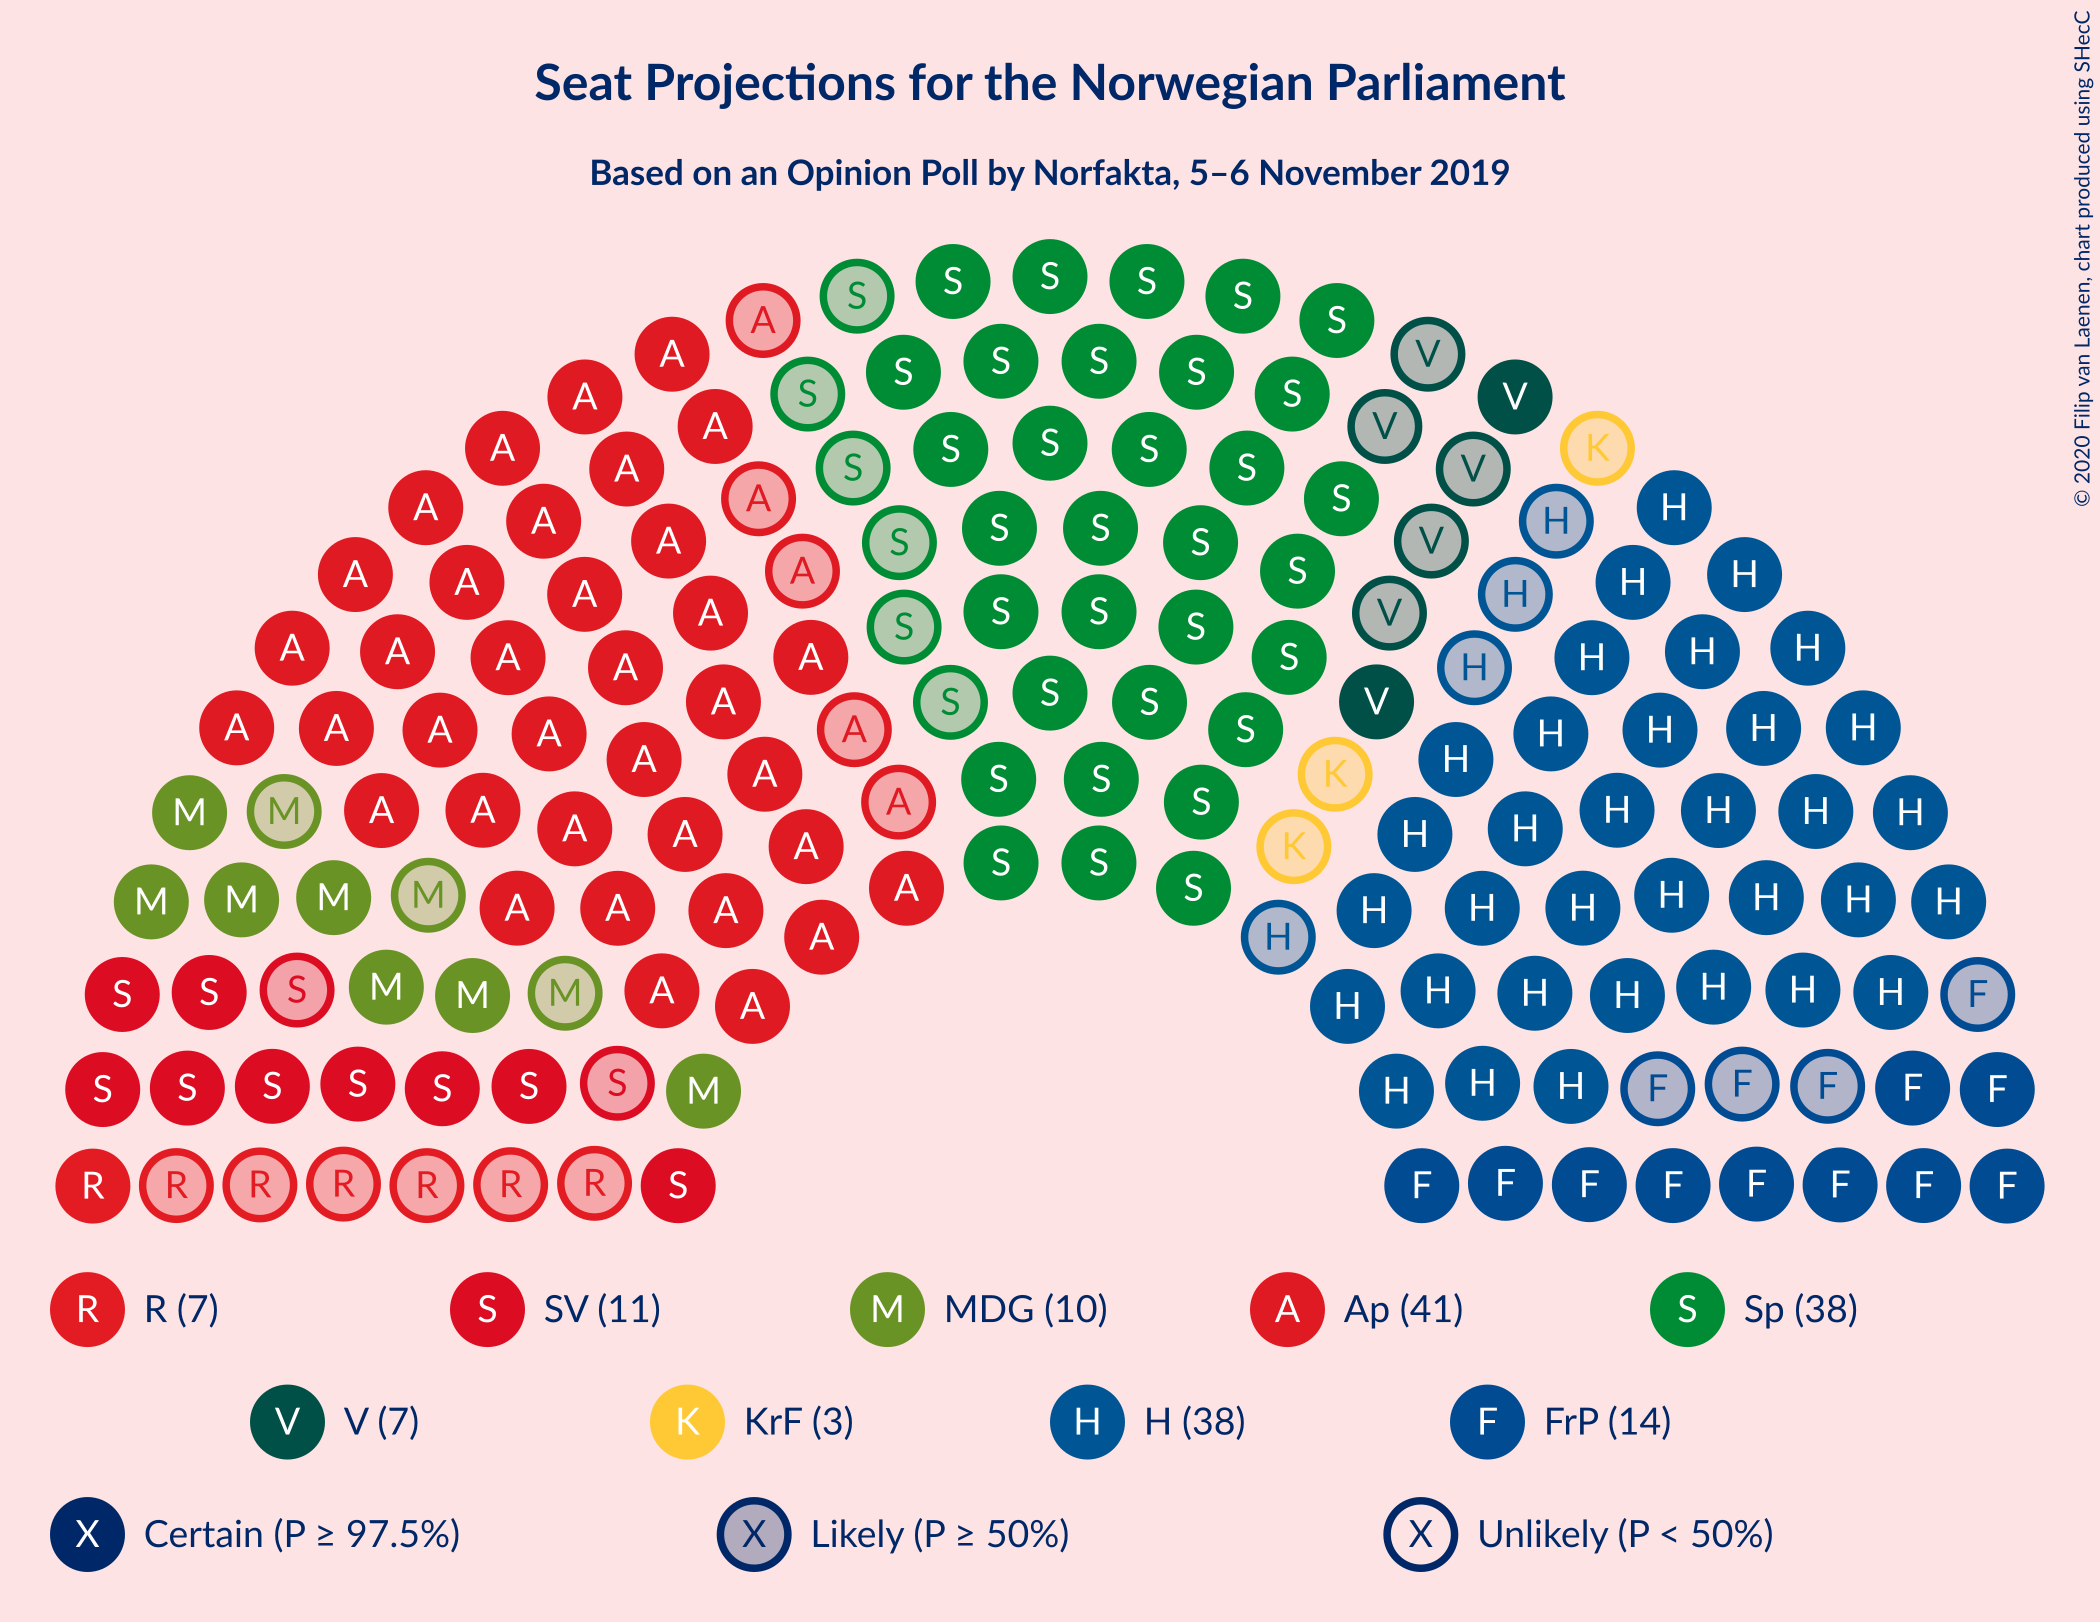 Seat Projections for the Norwegian Parliament
Based on an Opinion Poll by Norfakta, 5–6 November 2019
© 2020 Filip van Laenen, chart produced using SHecC
S S S S S S
A V
A S S S S S V
A V K
A V
A A S S S S S V H H
A A S H
A A S S S S V H H
A A A H
A A S S S S H H H
A A A A V H
A A A A A S S S S H H H H
A A A K H
M M A A A A S S S H H H H H H
A S S K
M M M M A A A A A S H H H H H H H
A H
S S S M M M A A H H H H H H H F
S S S S S S S M H H H F F F F F
R R R R R R R S F F F F F F F F
R R (7) S SV (11) M MDG (10) A Ap (41) S Sp (38)
V V (7) K KrF (3) H H (38) F FrP (14)
X Certain (P ≥ 97.5%) X Likely (P ≥ 50%) X Unlikely (P < 50%)